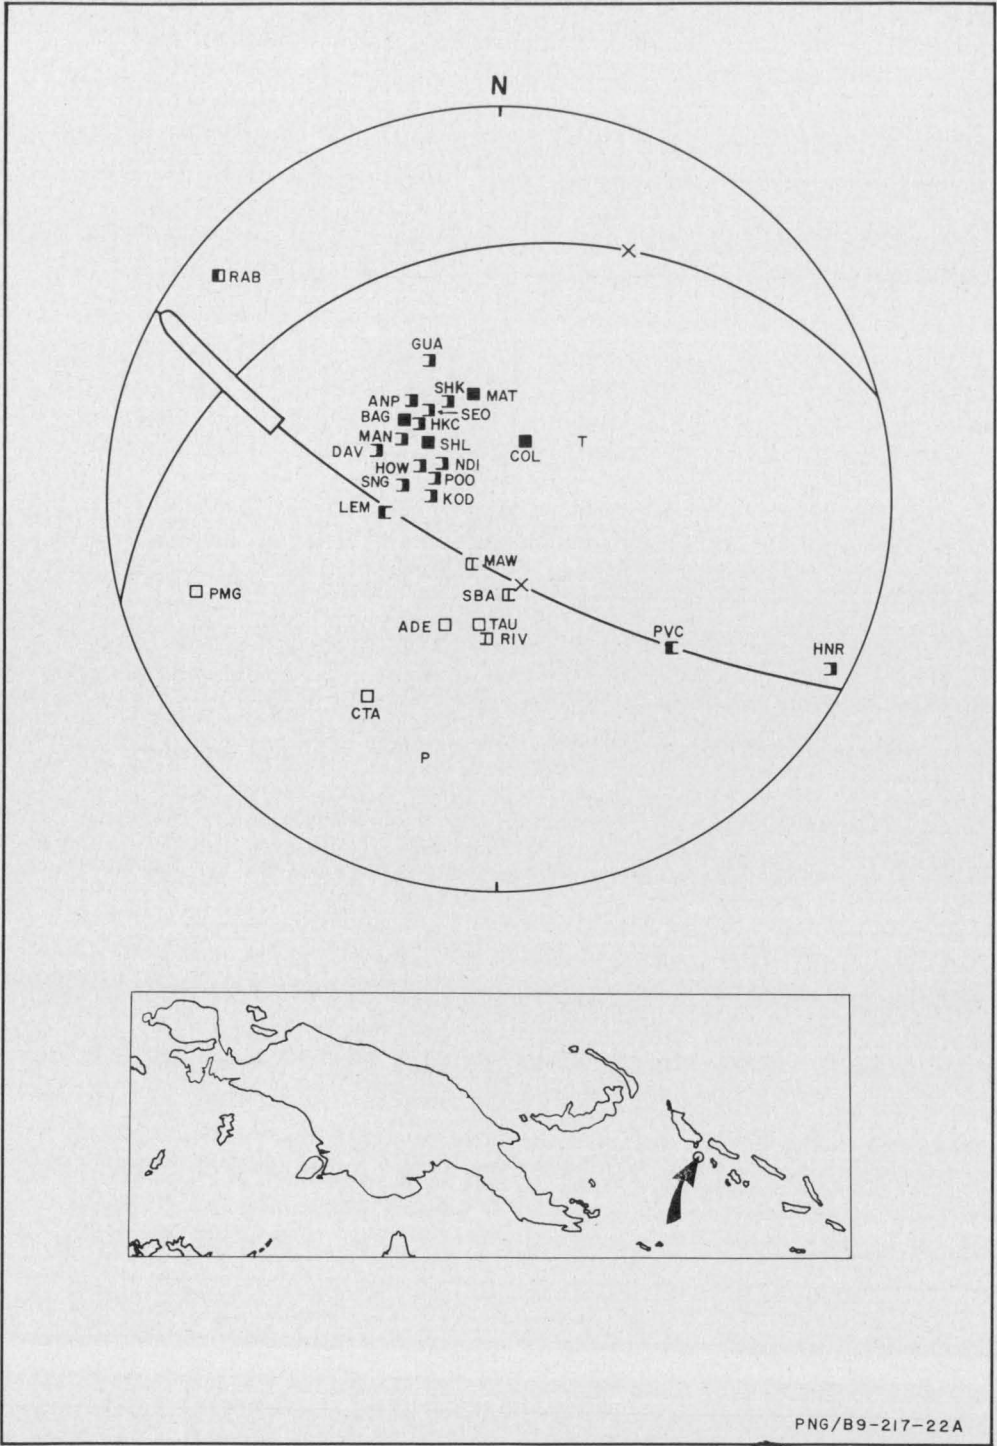 N
RAB
GUA
SHK
MAT
ANP
SEO
BAG
HKC
MAN
SHL
DAV
COL
T
HOW
NDI
SNG
POO
KOD
LEM
MAW
PMG
SBA
ADE
TAU
RIV
PVC
HNR
CTA
P
PNG/B9-217-22A